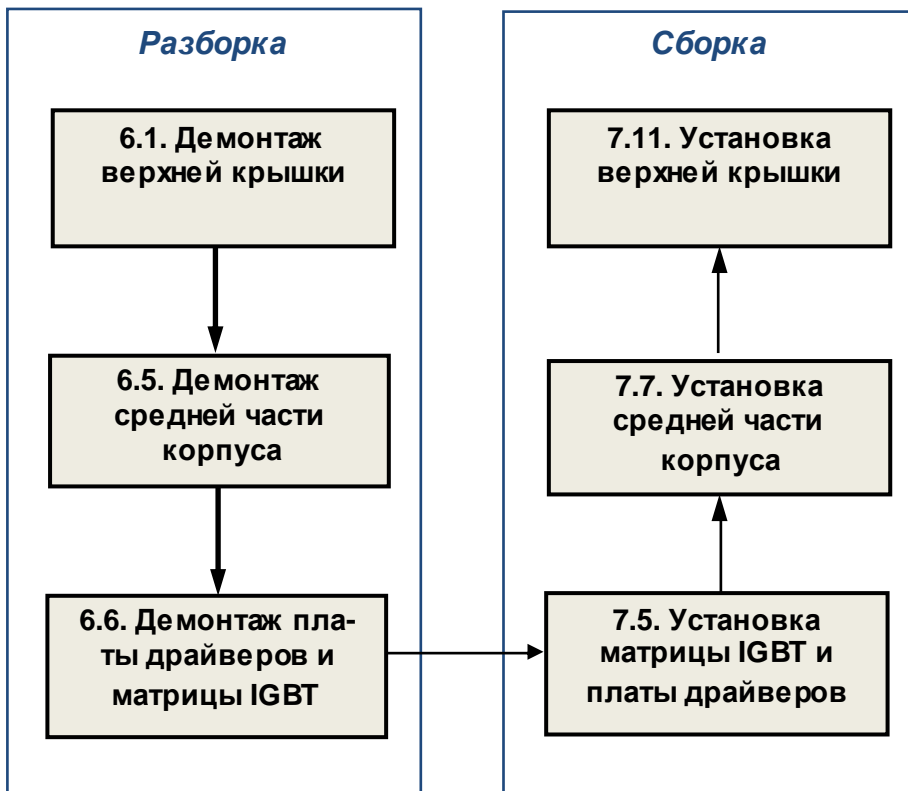 Разборка
6.1. Демонтаж
верхней крышки
6.5. Демонтаж
средней части
корпуса
6.6. Демонтаж пла-
ты драйверов и
матрицы IGBT
Сборка
7.11. Установка
верхней крышки
7.7. Установка
средней части
корпуса
7.5. Установка
матрицы IGBT и
платы драйверов